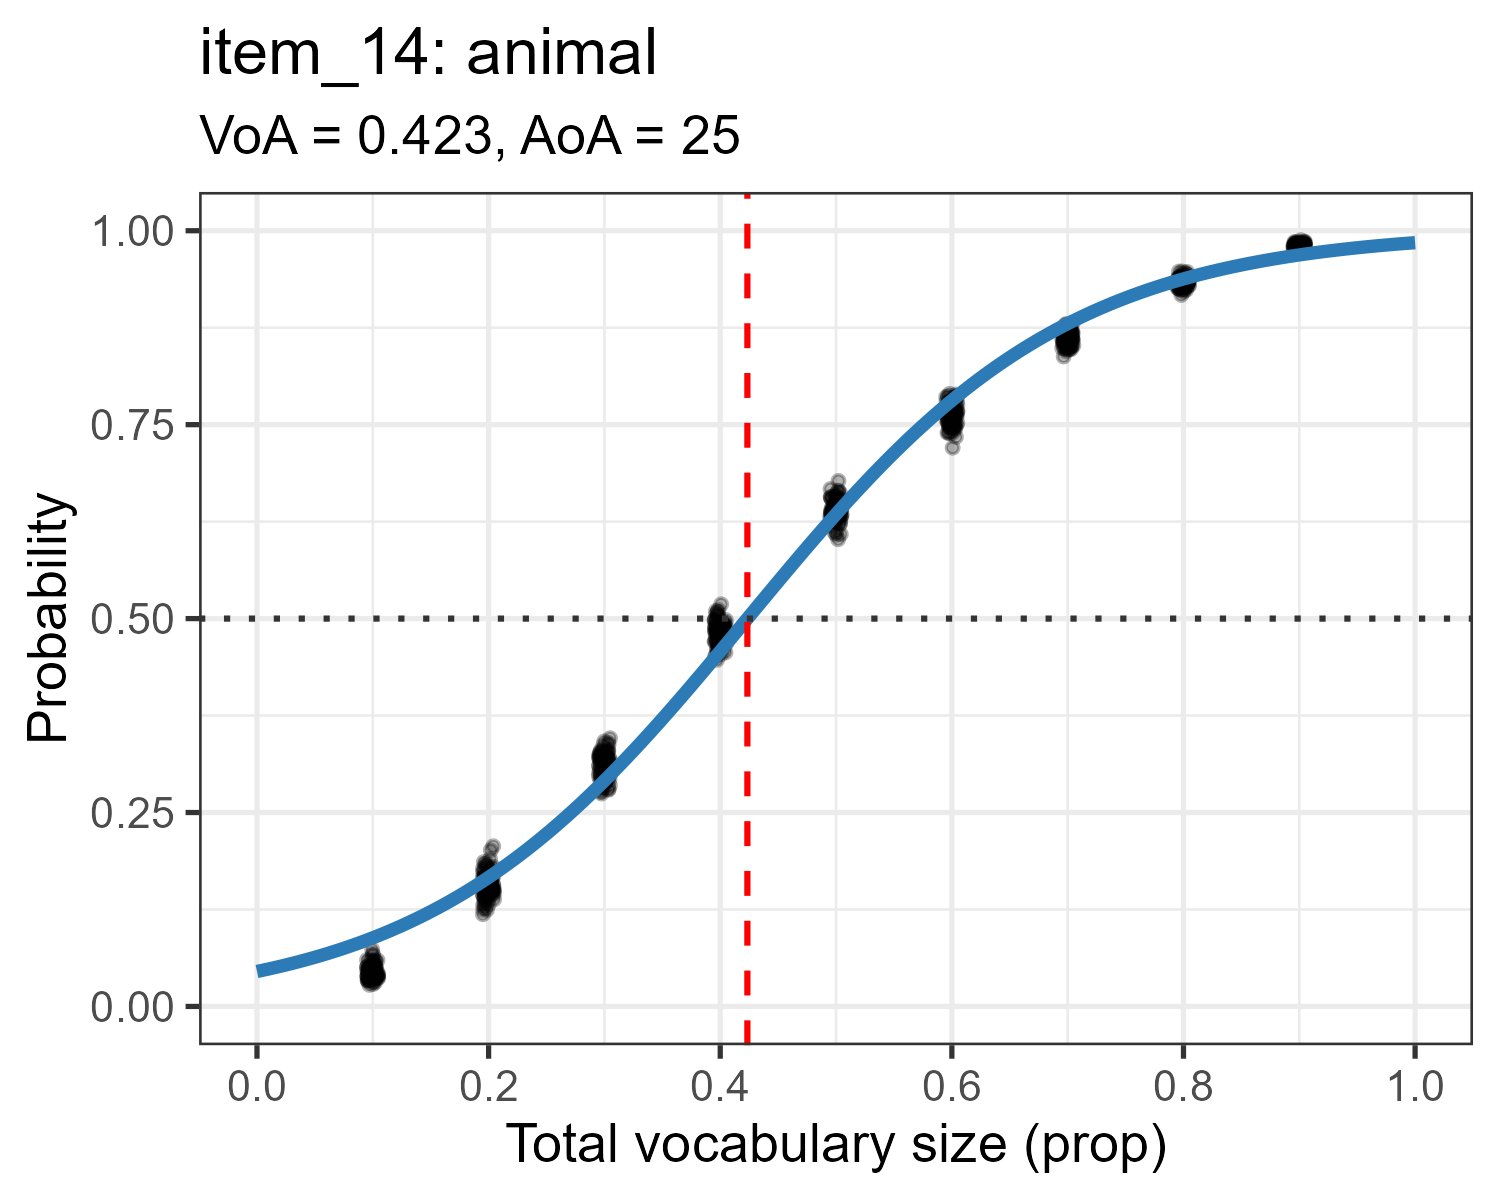 item_14: animal
VoA = 0.423, AoA = 25
1.00
0.75
0.50
0.25
0.00
Probability
0.0 0.2 0.4 0.6 0.8 1.0
Total vocabulary size (prop)